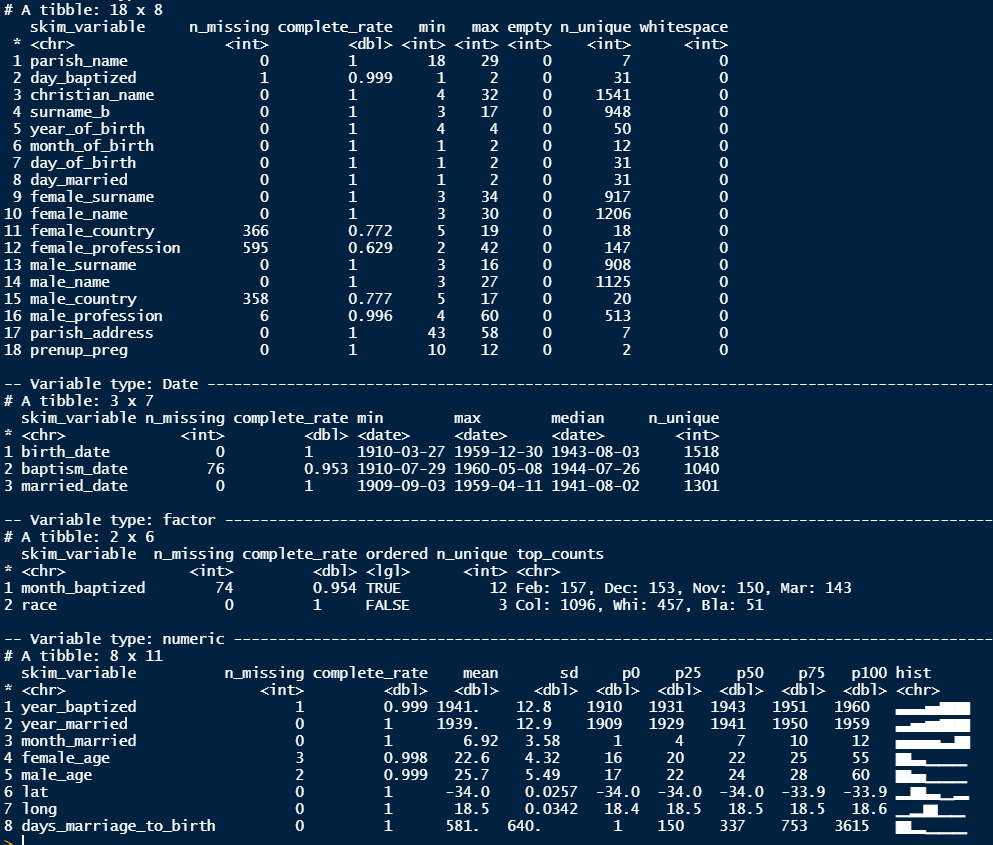 # A tibble: 18 x 8
skim_variable n_missing complete_rate min max empty n_unique whitespace
* <chr> <int> <dbl> <int> <int> <int> <int> <int>
1 parish_name 0 1 18 29 0 7 0
2 day_baptized 1 0.999 1 2 0 31 0
3 christian_name 0 1 4 32 0 1541 0
4 surname_b 0 1 3 17 0 948 0
5 year_of_birth 0 1 4 4 0 50 0
6 month_of_birth 0 1 1 2 0 12 0
7 day_of_birth 0 1 1 2 0 31 0
8 day_married 0 1 1 2 0 31 0
9 female_surname 0 1 3 34 0 917 0
10 female_name 0 1 3 30 0 1206 0
11 female_country 366 0.772 5 19 0 18 0
12 female_profession 595 0.629 2 42 0 147 0
13 male_surname 0 1 3 16 0 908 0
14 male_name 0 1 3 27 0 1125 0
15 male_country 358 0.777 5 17 0 20 0
16 male_profession 6 0.996 4 60 0 513 0
17 parish_address 0 1 43 58 0 7 0
18 prenup_preg 0 1 10 12 0 2 0
-- Variable type: Date --------------------------------------------------------------------------------
# A tibble: 3 x 7
skim_variable n_missing complete_rate min max median n_unique
* <chr> <int> <dbl> <date> <date> <date> <int>
1 birth_date 0 1 1910-03-27 1959-12-30 1943-08-03 1518
2 baptism_date 76 0.953 1910-07-29 1960-05-08 1944-07-26 1040
3 married_date 0 1 1909-09-03 1959-04-11 1941-08-02 1301
-- Variable type: factor ------------------------------------------------------------------------------
# A tibble: 2 x 6
skim_variable n_missing complete_rate ordered n_unique top_counts
* <chr> <int> <dbl> <lgl> <int> <chr>
1 month_baptized 74 0.954 TRUE 12 Feb: 157, Dec: 153, Nov: 150, Mar: 143
2 race 0 1 FALSE 3 Col: 1096, Whi: 457, Bla: 51
-- Variable type: numeric -----------------------------------------------------------------------------
# A tibble: 8 x 11
skim_variable n_missing complete_rate mean sd p0 p25 p50 p75 p100 hist
* <chr> <int> <dbl> <dbl> <dbl> <dbl> <dbl> <dbl> <dbl> <dbl> <chr>
1 year_baptized 1 0.999 1941. 12.8 1910 1931 1943 1951 1960
2 year_married 0 1 1939. 12.9 1909 1929 1941 1950 1959
3 month_married 0 1 6.92 3.58 1 4 7 10 12
4 female_age 3 0.998 22.6 4.32 16 20 22 25 55
5 male_age 2 0.999 25.7 5.49 17 22 24 28 60
6 lat 0 1 -34.0 0.0257 -34.0 -34.0 -34.0 -33.9 -33.9
7 long 0 1 18.5 0.0342 18.4 18.5 18.5 18.5 18.6
8 days_marriage_to_birth 0 1 581. 640. 1 150 337 753 3615
>